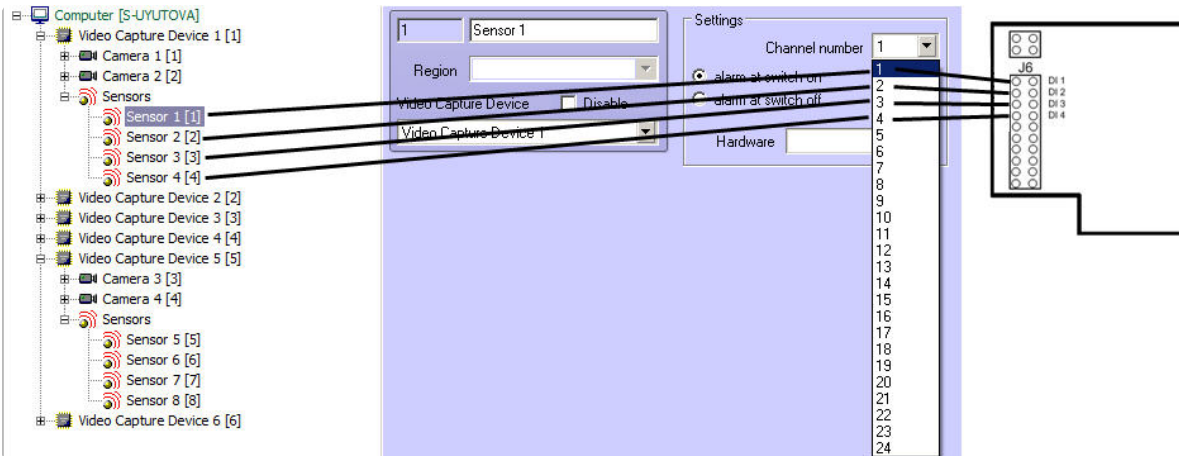 Computer [S-UYUTOVA]
Video Capture Device 1 [1]
Camera 1 [1]
Camera 2 [2]
Sensors
Sensor 1 [1]
Sensor 2 [2]
Sensor 3 [3]
Sensor 4 [4]
Video Capture Device 2 [2]
Video Capture Device 3 [3]
Video Capture Device 4 [4]
Video Capture Device 5 [5]
Camera 3 [3]
Camera 4 [4]
Sensors
Sensor 5 [5]
Sensor 6 [6]
Sensor 7 [7]
Sensor 8 [8]
Video Capture Device 6 [6]
1 Sensor 1
Region
Video Capture Device Disable
Video Capture Device 1
Settings
Channel number 1
alarm at switch on
alarm at switch off
Hardware
1
2
3
4
5
6
7
8
9
10
11
12
13
14
15
16
17
18
19
20
21
22
23
24
J6
DI 1
DI 2
DI 3
DI 4